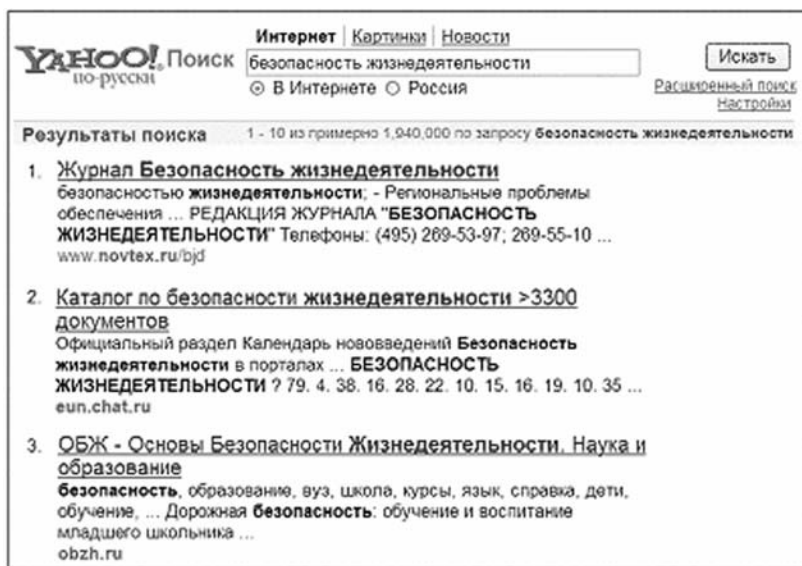 Интернет | Картинки | Новости
YAHOO! Поиск
по-русски
безопасность жизнедеятельности
Искать
В Интернете Россия
Расширенный поиск
Настройки
Результаты поиска 1 - 10 из примерно 1,940,000 по запросу безопасность жизнедеятельности
1. Журнал Безопасность жизнедеятельности
безопасностью жизнедеятельности; - Региональные проблемы
обеспечения ... РЕДАКЦИЯ ЖУРНАЛА "БЕЗОПАСНОСТЬ
ЖИЗНЕДЕЯТЕЛЬНОСТИ" Телефоны: (495) 269-53-97; 269-55-10 ...
www.novtex.ru/bjd
2. Каталог по безопасности жизнедеятельности >3300
документов
Официальный раздел Календарь нововведений Безопасность
жизнедеятельности в порталах ... БЕЗОПАСНОСТЬ
ЖИЗНЕДЕЯТЕЛЬНОСТИ ? 79. 4. 38. 16. 28. 22. 10. 15. 16. 19. 10. 35 ...
eun.chat.ru
3. ОБЖ - Основы Безопасности Жизнедеятельности. Наука и
образование
безопасность, образование, вуз, школа, курсы, язык, справка, дети,
обучение, ... Дорожная безопасность: обучение и воспитание
младшего школьника ...
obzh.ru